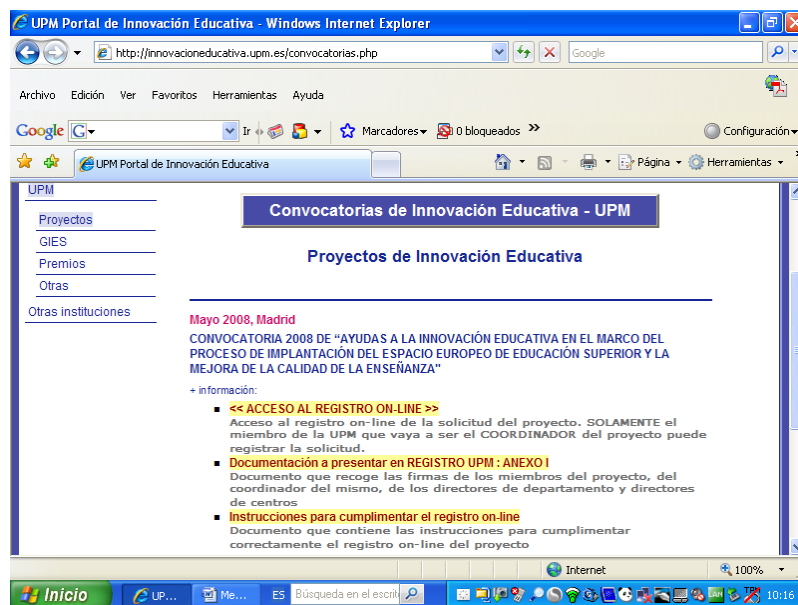 UPM Portal de Innovación Educativa - Windows Internet Explorer
http://innovacioneducativa.upm.es/convocatorias.php
Google
Archivo Edición Ver Favoritos Herramientas Ayuda
Google G Ir Marcadores 0 bloqueados » Configuración
UPM Portal de Innovación Educativa Página Herramientas
UPM
Proyectos
GIES
Premios
Otras
Otras instituciones
Convocatorias de Innovación Educativa - UPM
Proyectos de Innovación Educativa
Mayo 2008, Madrid
CONVOCATORIA 2008 DE “AYUDAS A LA INNOVACIÓN EDUCATIVA EN EL MARCO DEL
PROCESO DE IMPLANTACIÓN DEL ESPACIO EUROPEO DE EDUCACIÓN SUPERIOR Y LA
MEJORA DE LA CALIDAD DE LA ENSEÑANZA"
+ información:
<< ACCESO AL REGISTRO ON-LINE >>
Acceso al registro on-line de la solicitud del proyecto. SOLAMENTE el
miembro de la UPM que vaya a ser el COORDINADOR del proyecto puede
registrar la solicitud.
Documentación a presentar en REGISTRO UPM : ANEXO I
Documento que recoge las firmas de los miembros del proyecto, del
coordinador del mismo, de los directores de departamento y directores
de centros
Instrucciones para cumplimentar el registro on-line
Documento que contiene las instrucciones para cumplimentar
correctamente el registro on-line del proyecto
Internet 100%
Inicio UP... Me... ES Búsqueda en el escrit 10:16